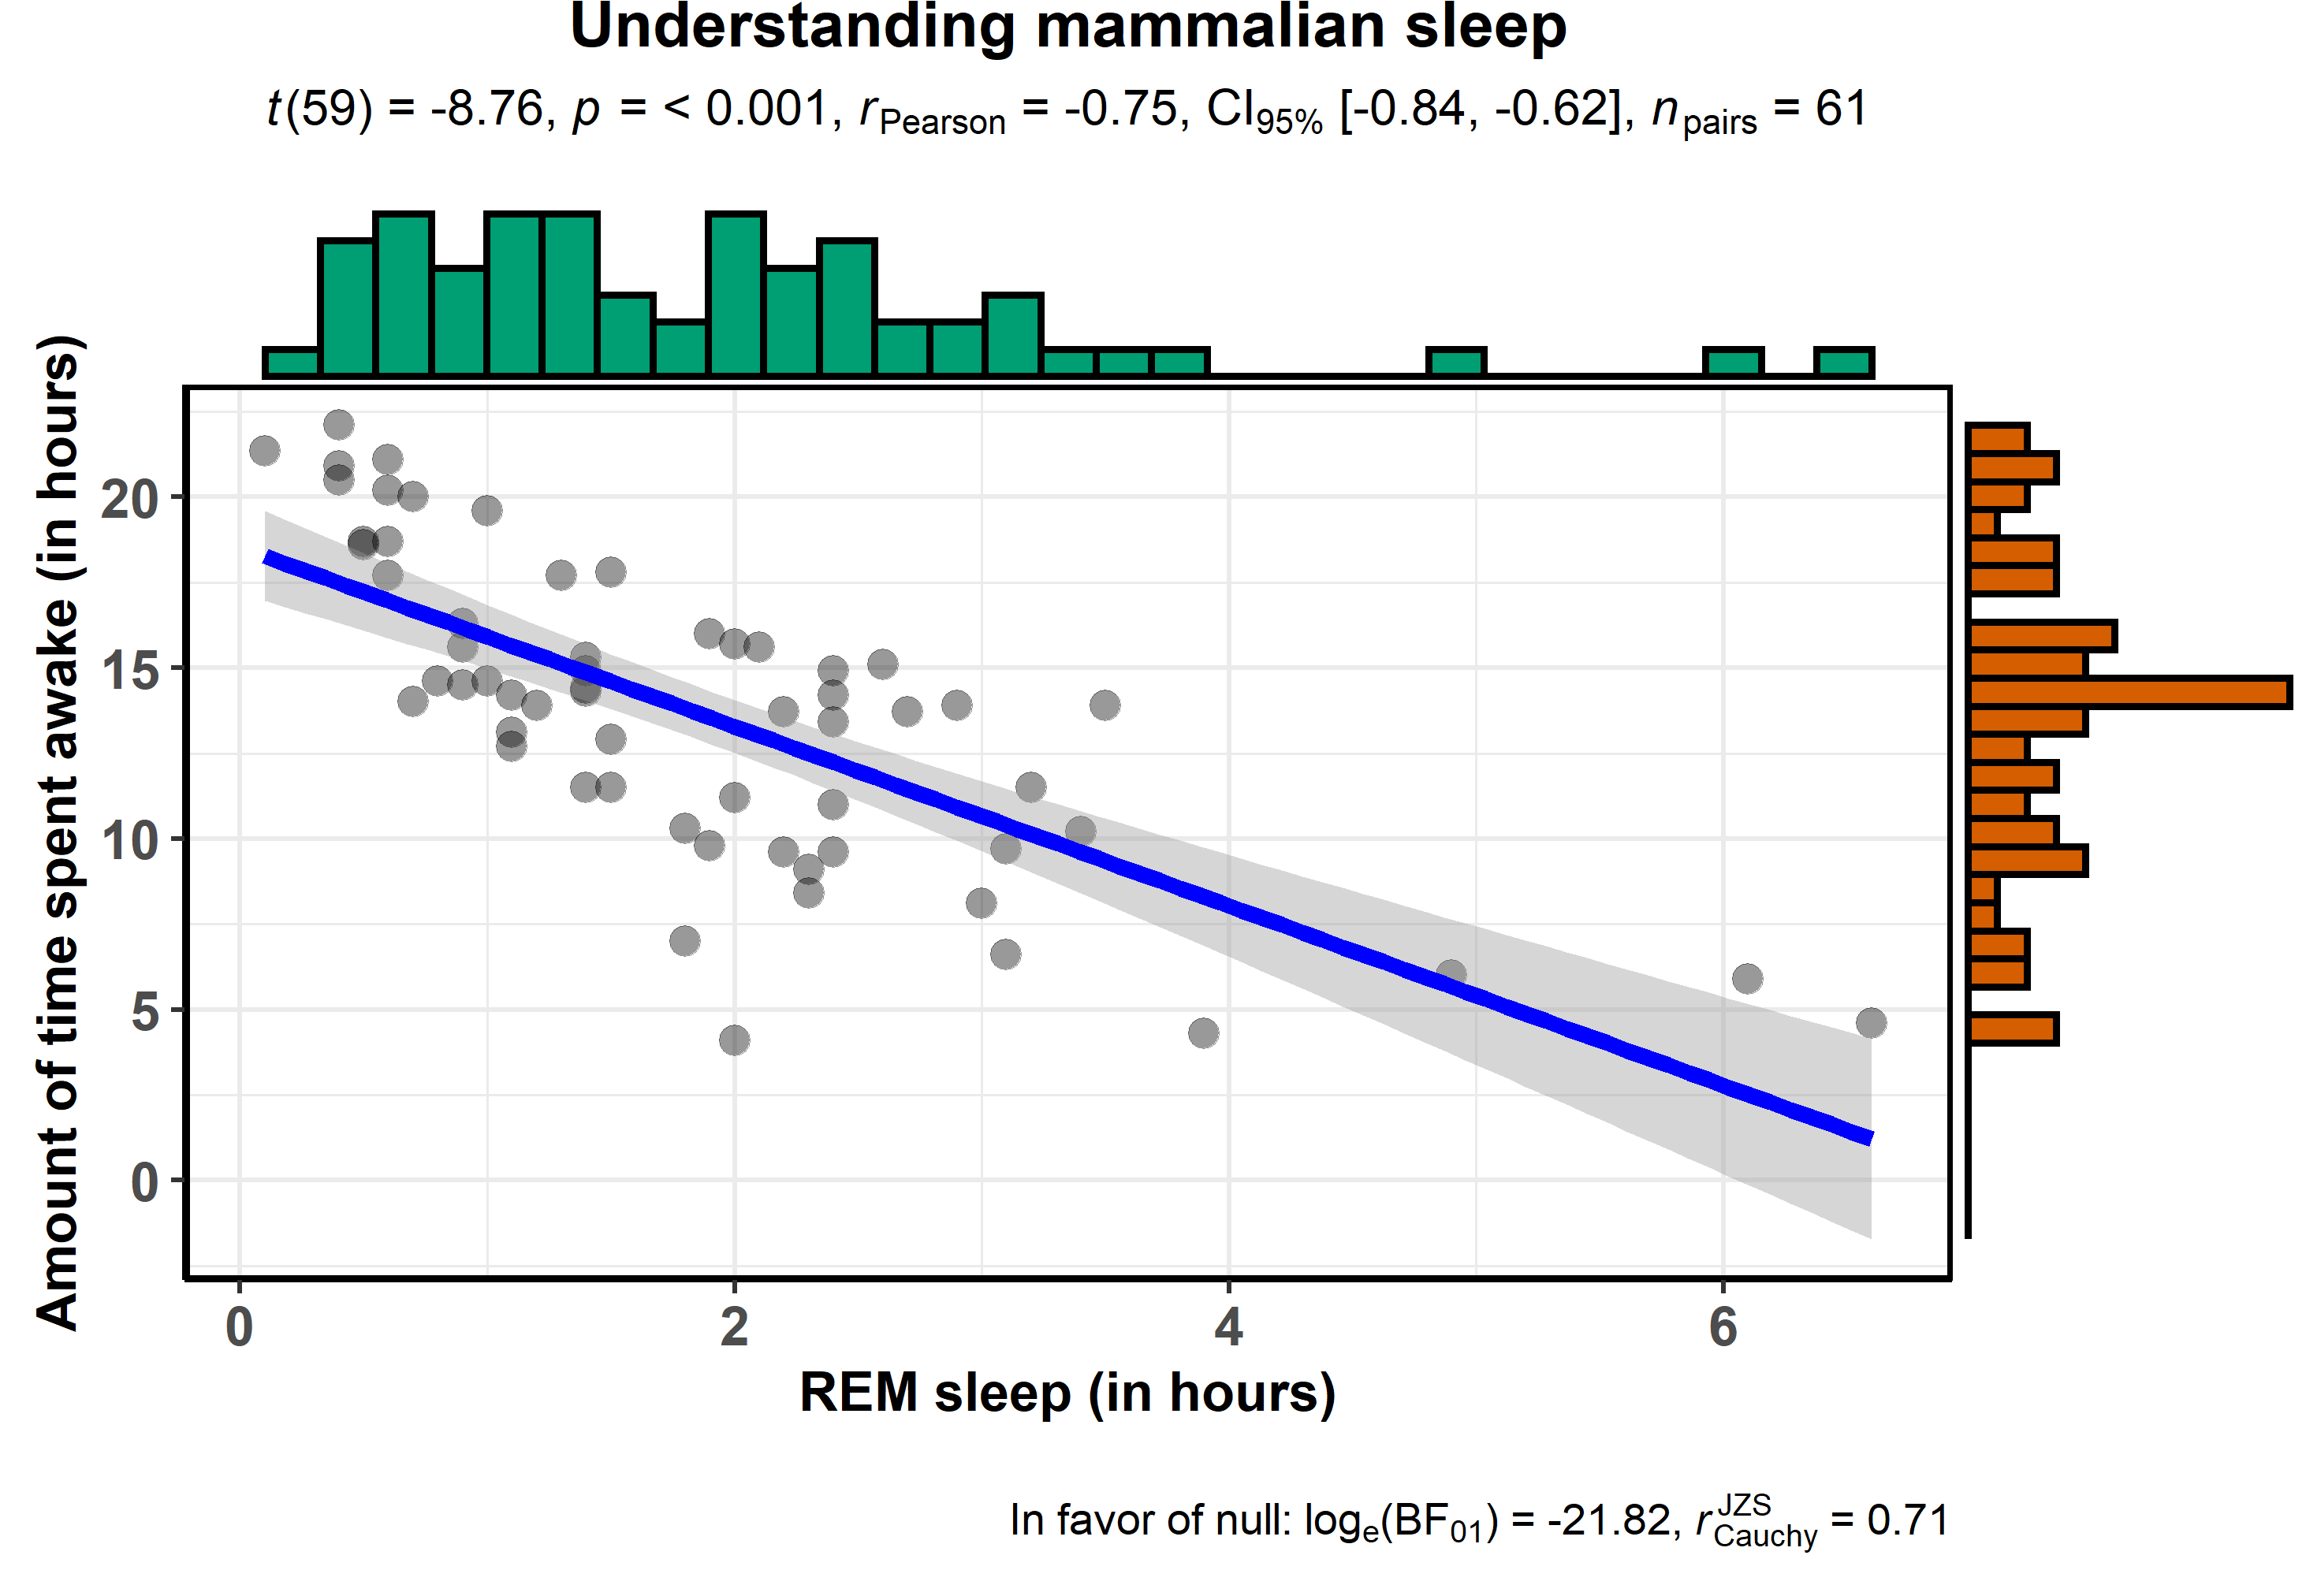 Understanding mammalian sleep
t(59) = -8.76, p = < 0.001, rPearson = -0.75, CI95% [-0.84, -0.62], npairs = 61
Amount of time spent awake (in hours)
20
15
10
5
0
0 2 4 6
REM sleep (in hours)
In favor of null: loge(BF01) = -21.82, rJZSCauchy = 0.71